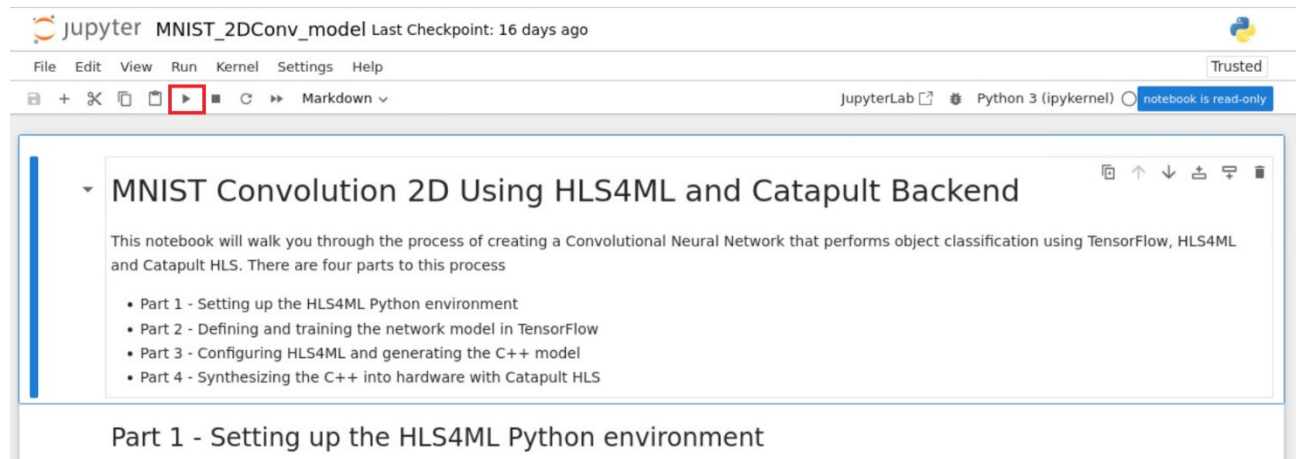 jupyter MNIST_2DConv_model Last Checkpoint: 16 days ago
File Edit View Run Kernel Settings Help Trusted
Markdown JupyterLab Python 3 (ipykernel) notebook is read-only
MNIST Convolution 2D Using HLS4ML and Catapult Backend
This notebook will walk you through the process of creating a Convolutional Neural Network that performs object classification using TensorFlow, HLS4ML
and Catapult HLS. There are four parts to this process
• Part 1 - Setting up the HLS4ML Python environment
• Part 2 - Defining and training the network model in TensorFlow
• Part 3 - Configuring HLS4ML and generating the C++ model
• Part 4 - Synthesizing the C++ into hardware with Catapult HLS
Part 1 - Setting up the HLS4ML Python environment